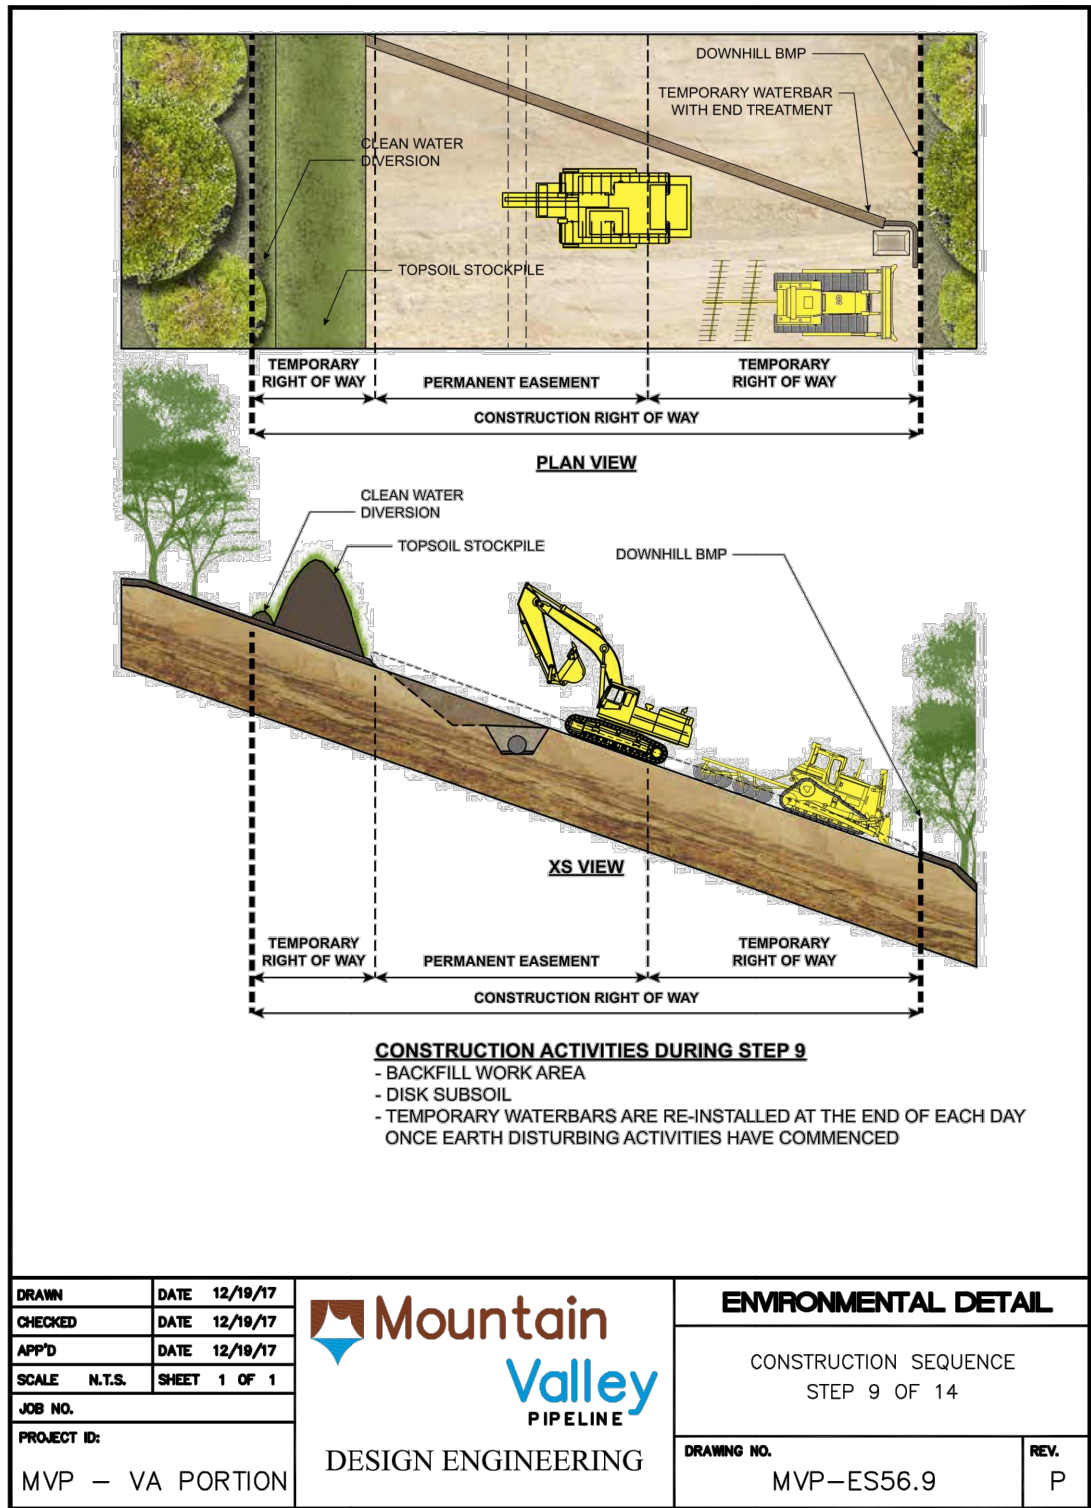 DOWNHILL BMP
TEMPORARY WATERBAR
WITH END TREATMENT
CLEAN WATER
DIVERSION
TOPSOIL STOCKPILE
TEMPORARY
RIGHT OF WAY
PERMANENT EASEMENT
TEMPORARY
RIGHT OF WAY
CONSTRUCTION RIGHT OF WAY
PLAN VIEW
CLEAN WATER
DIVERSION
TOPSOIL STOCKPILE
DOWNHILL BMP
XS VIEW
TEMPORARY
RIGHT OF WAY
PERMANENT EASEMENT
TEMPORARY
RIGHT OF WAY
CONSTRUCTION RIGHT OF WAY
CONSTRUCTION ACTIVITIES DURING STEP 9
- BACKFILL WORK AREA
- DISK SUBSOIL
- TEMPORARY WATERBARS ARE RE-INSTALLED AT THE END OF EACH DAY
ONCE EARTH DISTURBING ACTIVITIES HAVE COMMENCED
DRAWN DATE 12/19/17
CHECKED DATE 12/19/17
APP'D DATE 12/19/17
SCALE N.T.S. SHEET 1 OF 1
JOB NO.
PROJECT ID:
MVP - VA PORTION
Mountain
Valley
PIPELINE
DESIGN ENGINEERING
ENVIRONMENTAL DETAIL
CONSTRUCTION SEQUENCE
STEP 9 OF 14
DRAWING NO.
MVP-ES56.9
REV.
P